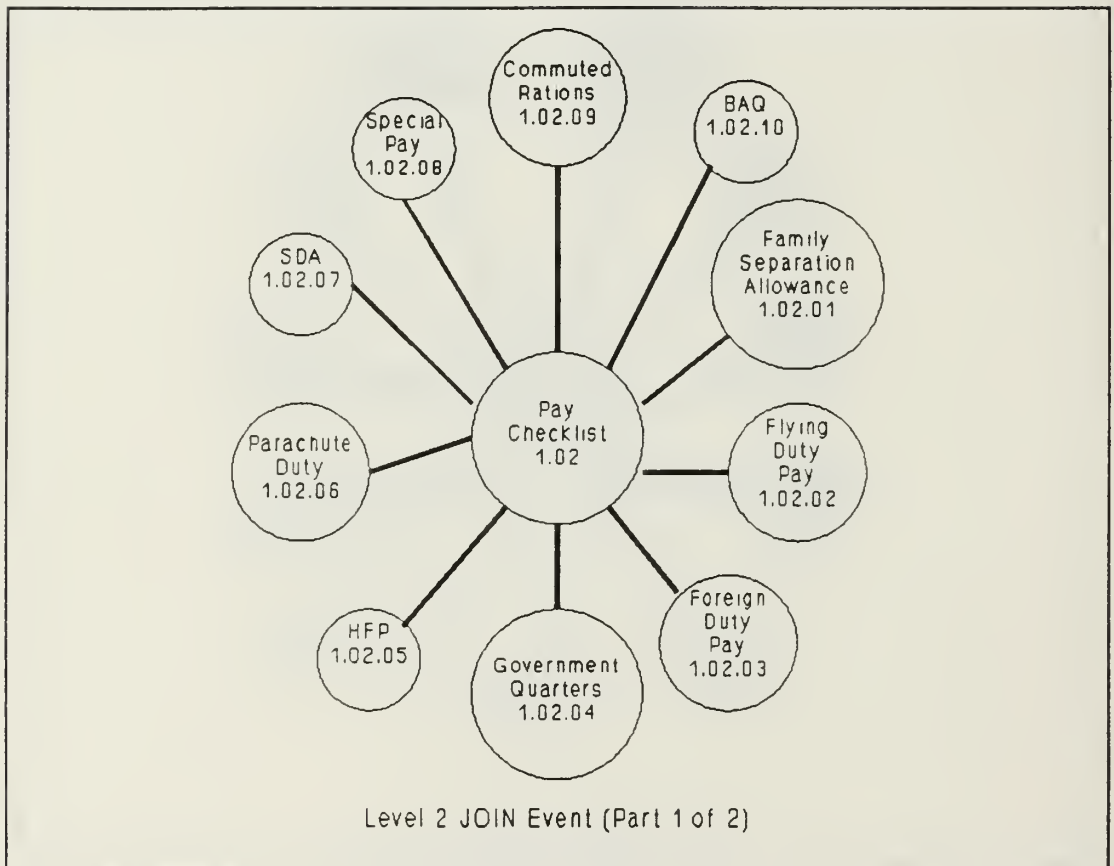 Commuted
Rations
1.02.09
BAQ
1.02.10
Special
Pay
1.02.08
Family
Separation
Allowance
1.02.01
SDA
1.02.07
Pay
Checklist
1.02
Flying
Duty
Pay
1.02.02
Parachute
Duty
1.02.06
Foreign
Duty
Pay
1.02.03
HFP
1.02.05
Government
Quarters
1.02.04
Level 2 JOIN Event (Part 1 of 2)